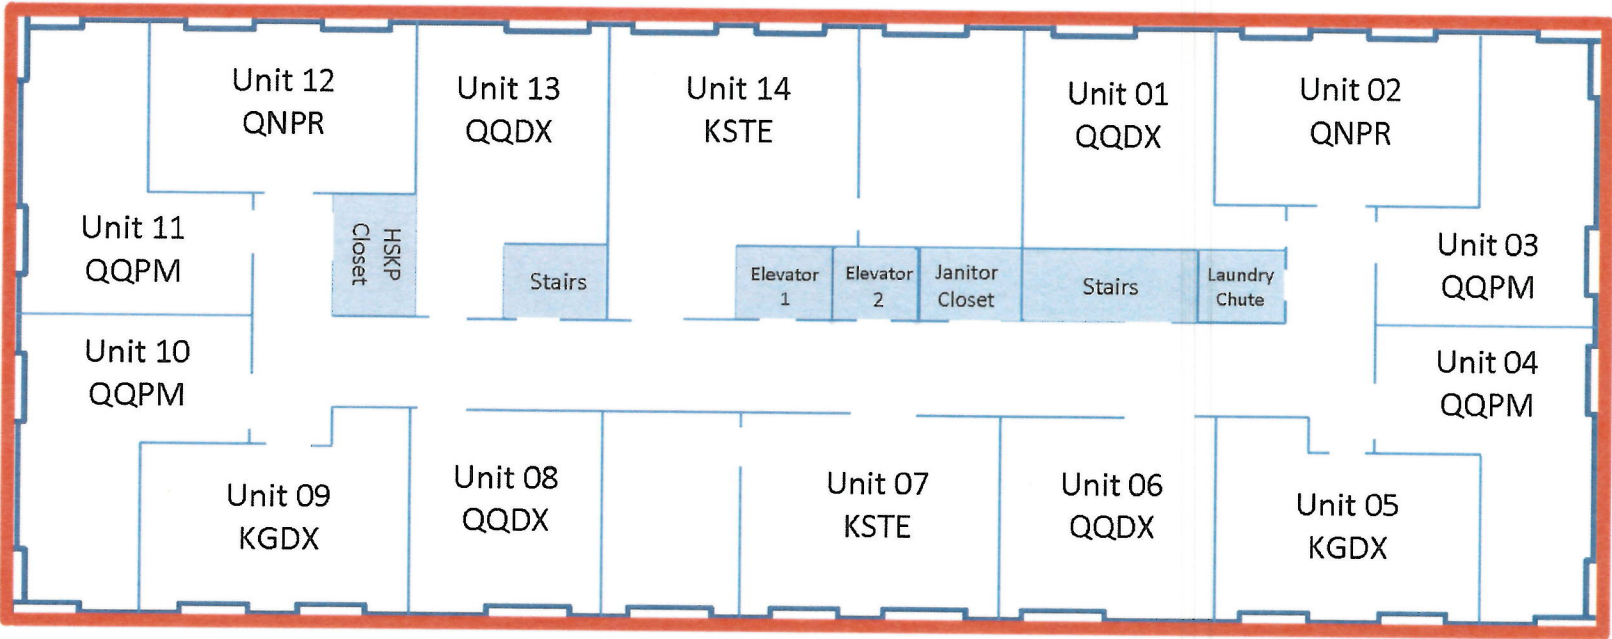 Unit 12
QNPR
Unit 13
QQDX
Unit 14
KSTE
Unit 01
QQDX
Unit 02
QNPR
Unit 11
QQPM
HSKP
Closet
Stairs
Elevator
1
Elevator
2
Janitor
Closet
Stairs
Laundry
Chute
Unit 03
QQPM
Unit 10
QQPM
Unit 04
QQPM
Unit 09
KGDX
Unit 08
QQDX
Unit 07
KSTE
Unit 06
QQDX
Unit 05
KGDX